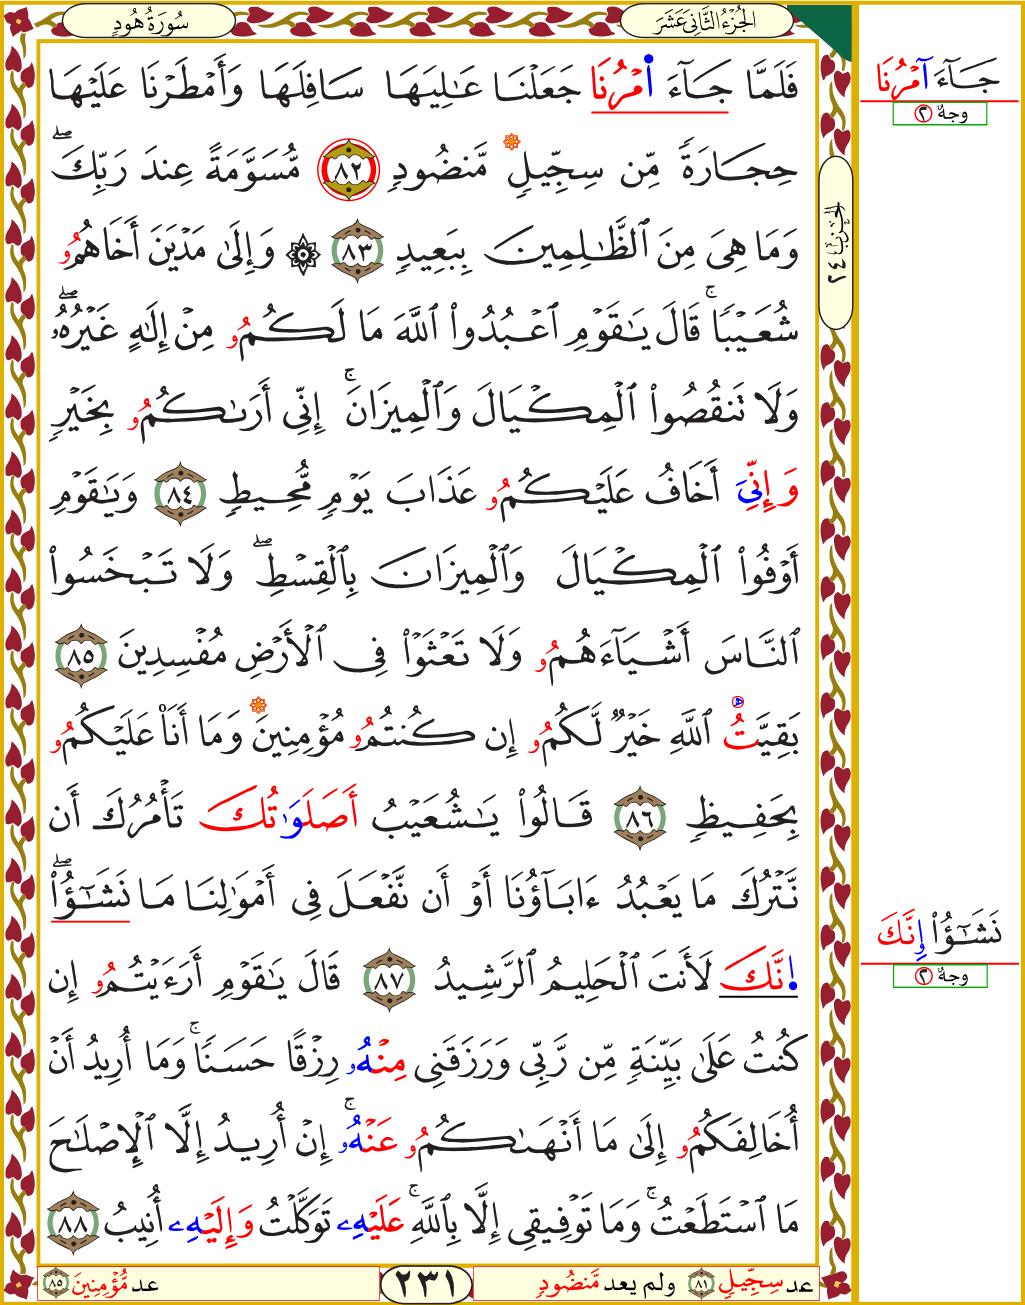 الجُزْءُ الثَّانِيَ عَشَرَ
سُورَةُ هُودٍ
فَلَمَّا جَآءَ ا۬مْرُنَا جَعَلْنَا عَٰلِيَهَا سَافِلَهَا وَأَمْطَرْنَا عَلَيْهَا
حِجَارَةً مِّن سِجِّيلٍ مَّنضُودٍ ٨٢ مُّسَوَّمَةً عِندَ رَبِّكَۖ
وَمَا هِيَ مِنَ ٱلظَّٰلِمِينَ بِبَعِيدٍ ٨٣ ۞ وَإِلَىٰ مَدْيَنَ أَخَاهُمُۥ
شُعَيْبًاۚ قَالَ يَٰقَوْمِ ٱعْبُدُوا۟ ٱللَّهَ مَا لَكُمُۥ مِنْ إِلَٰهٍ غَيْرُهُۥۖ
وَلَا تَنقُصُوا۟ ٱلْمِكْيَالَ وَٱلْمِيزَانَۚ إِنِّي أَرَىٰكُمُۥ بِخَيْرٍ
وَإِنِّيَ أَخَافُ عَلَيْكُمُۥ عَذَابَ يَوْمٍ مُّحِيطٍ ٨٤ وَيَٰقَوْمِ
أَوْفُوا۟ ٱلْمِكْيَالَ وَٱلْمِيزَانَ بِٱلْقِسْطِۖ وَلَا تَبْخَسُوا۟
ٱلنَّاسَ أَشْيَآءَهُمُۥ وَلَا تَعْثَوْا۟ فِي ٱلْأَرْضِ مُفْسِدِينَ ٨٥
بَقِيَّتُ ٱللَّهِ خَيْرٌ لَّكُمُۥ إِن كُنتُمُۥ مُؤْمِنِينَ وَمَا أَنَا۠ عَلَيْكُمُۥ
بِحَفِيظٍ ٨٦ قَالُوا۟ يَٰشُعَيْبُ أَصَلَوَٰتُكَ تَأْمُرُكَ أَن
نَّتْرُكَ مَا يَعْبُدُ ءَابَآؤُنَا أَوْ أَن نَّفْعَلَ فِي أَمْوَٰلِنَا مَا نَشَٰٓؤُا۟ۖ
ا۪نَّكَ لَأَنتَ ٱلْحَلِيمُ ٱلرَّشِيدُ ٨٧ قَالَ يَٰقَوْمِ أَرَءَيْتُمُۥ إِن
كُنتُ عَلَىٰ بَيِّنَةٍ مِّن رَّبِّي وَرَزَقَنِي مِنْهُۥ رِزْقًا حَسَنًاۚ وَمَا أُرِيدُ أَنْ
أُخَالِفَكُمُۥ إِلَىٰ مَا أَنْهَىٰكُمُۥ عَنْهُۥۚ إِنْ أُرِيدُ إِلَّا ٱلْإِصْلَٰحَ
مَا ٱسْتَطَعْتُۚ وَمَا تَوْفِيقِي إِلَّا بِٱللَّهِۚ عَلَيْهِۦ تَوَكَّلْتُ وَإِلَيْهِۦ أُنِيبُ ٨٨
عد سِجِّيلٍ ٨١ ولم يعد مَّنضُودٍ
٢٣١
عد مُّؤْمِنِينَ ٨٥
الحزب ٢٤
جَآءَ آمْرُنَا
وجهٌ ٢
نَشَٰٓؤُا۟ إِنَّكَ
وجهٌ ٢